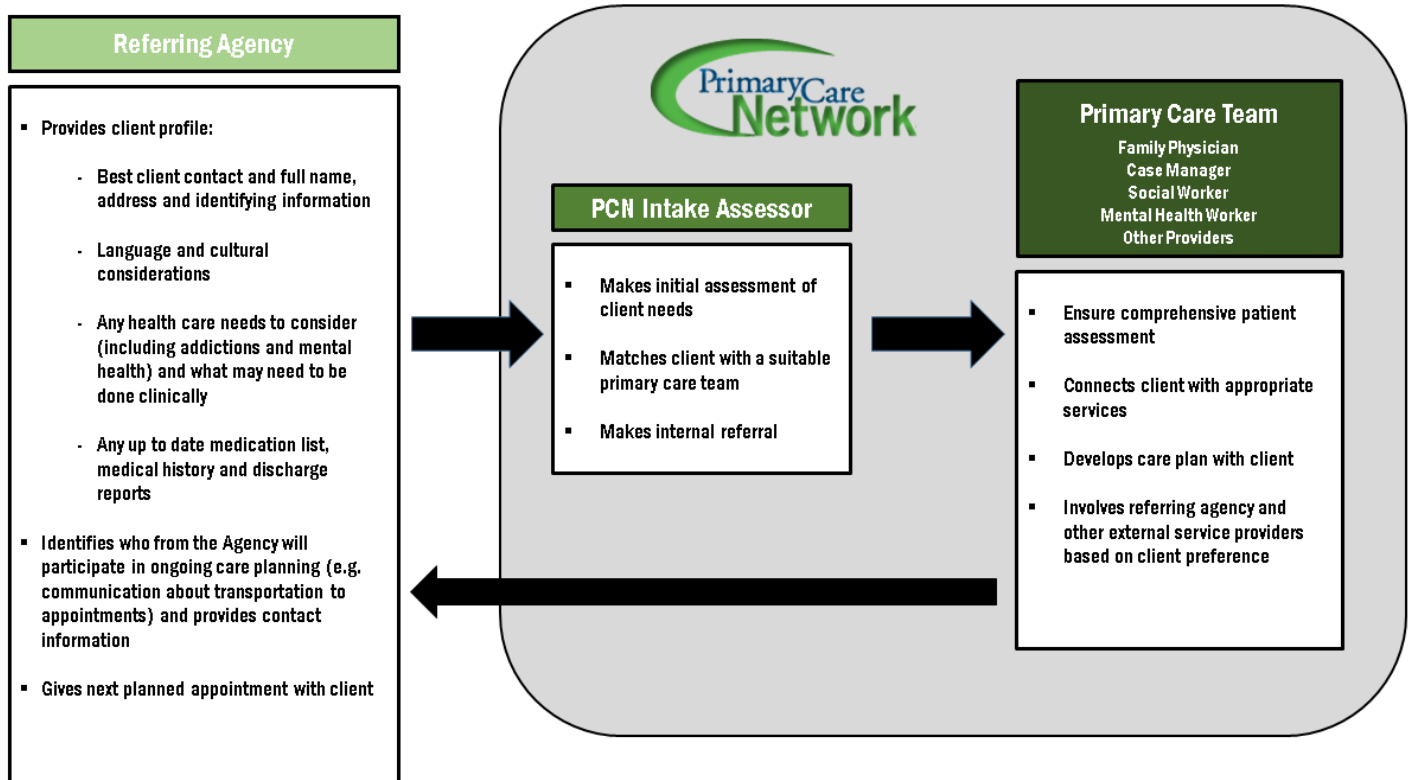 Referring Agency
▪ Provides client profile:
- Best client contact and full name,
address and identifying information
- Language and cultural
considerations
- Any health care needs to consider
(including addictions and mental
health) and what may need to be
done clinically
- Any up to date medication list,
medical history and discharge
reports
▪ Identifies who from the Agency will
participate in ongoing care planning (e.g.
communication about transportation to
appointments) and provides contact
information
▪ Gives next planned appointment with client
PrimaryCare
Network
PCN Intake Assessor
▪ Makes initial assessment of
client needs
▪ Matches client with a suitable
primary care team
▪ Makes internal referral
Primary Care Team
Family Physician
Case Manager
Social Worker
Mental Health Worker
Other Providers
▪ Ensure comprehensive patient
assessment
▪ Connects client with appropriate
services
▪ Develops care plan with client
▪ Involves referring agency and
other external service providers
based on client preference